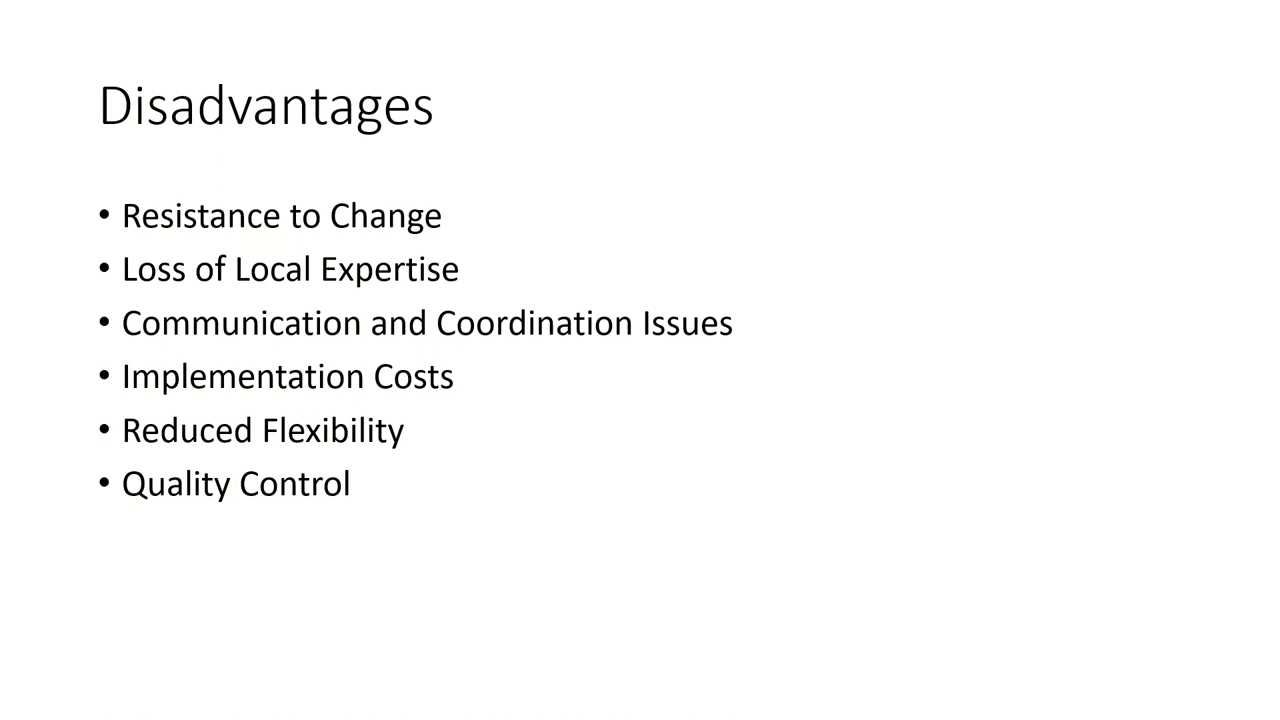 Disadvantages
• Resistance to Change
• Loss of Local Expertise
• Communication and Coordination Issues
• Implementation Costs
• Reduced Flexibility
• Quality Control